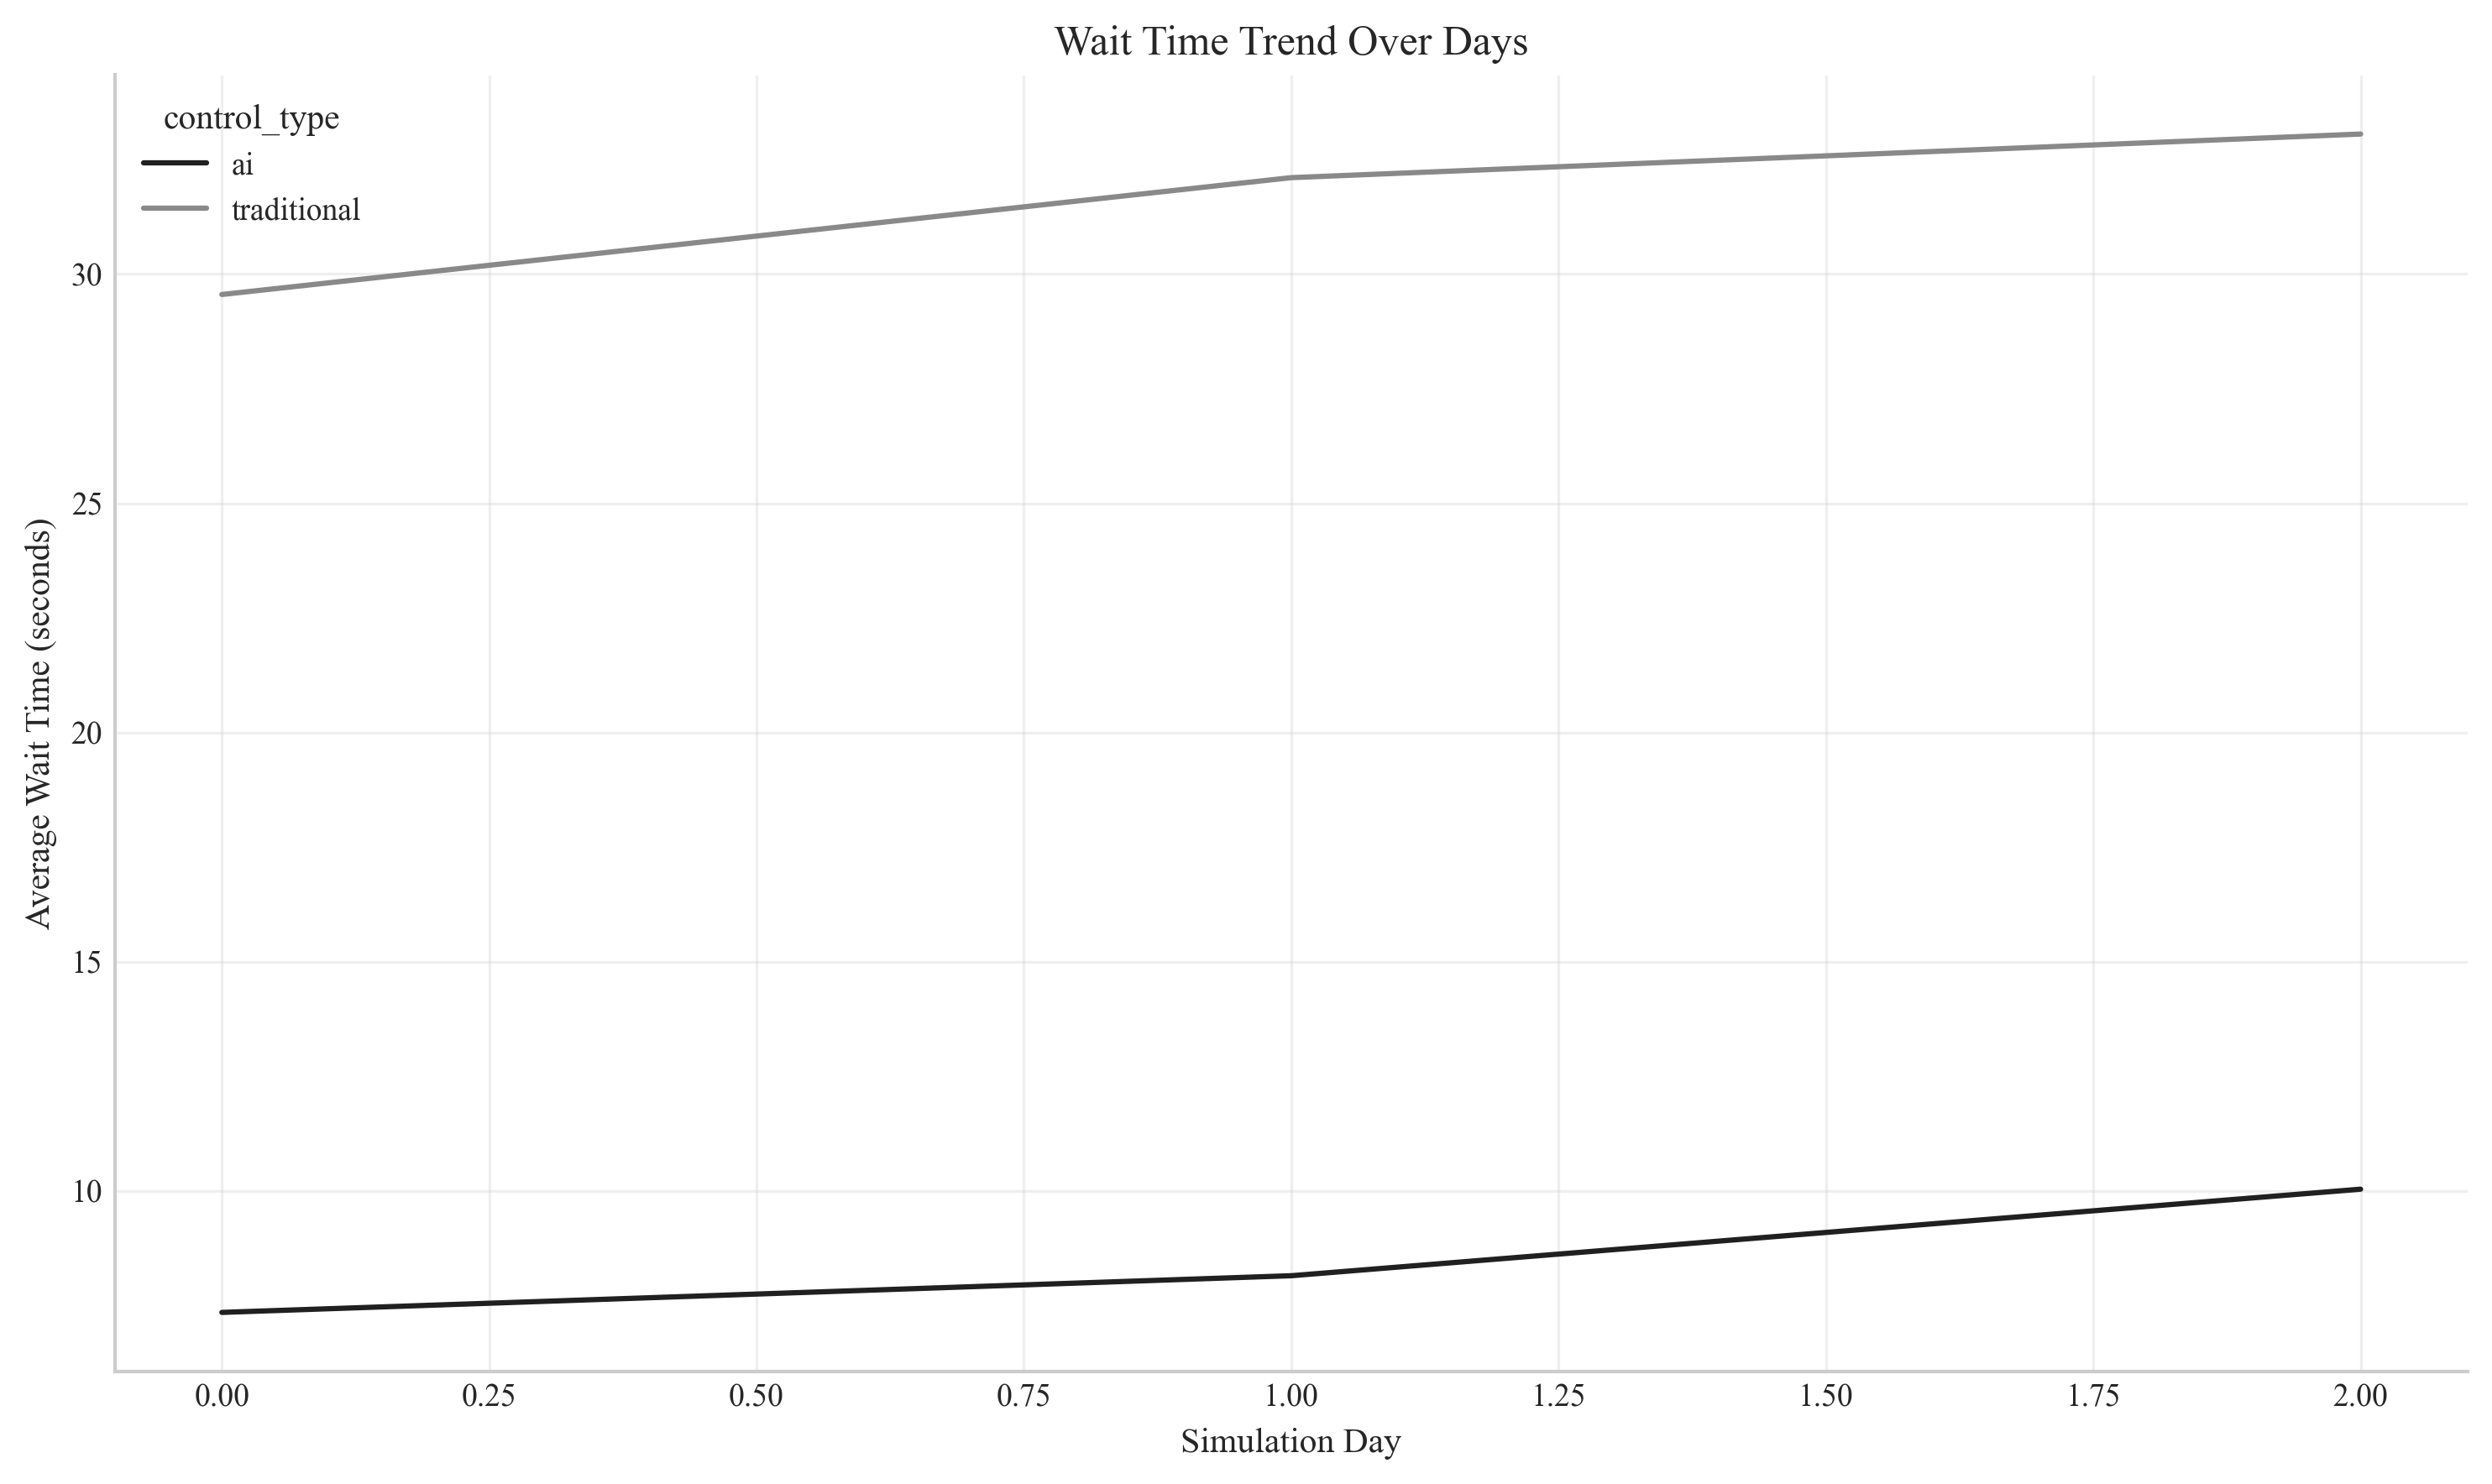 Wait Time Trend Over Days
control_type
ai
traditional
Average Wait Time (seconds)
30
25
20
15
10
0.00 0.25 0.50 0.75 1.00 1.25 1.50 1.75 2.00
Simulation Day